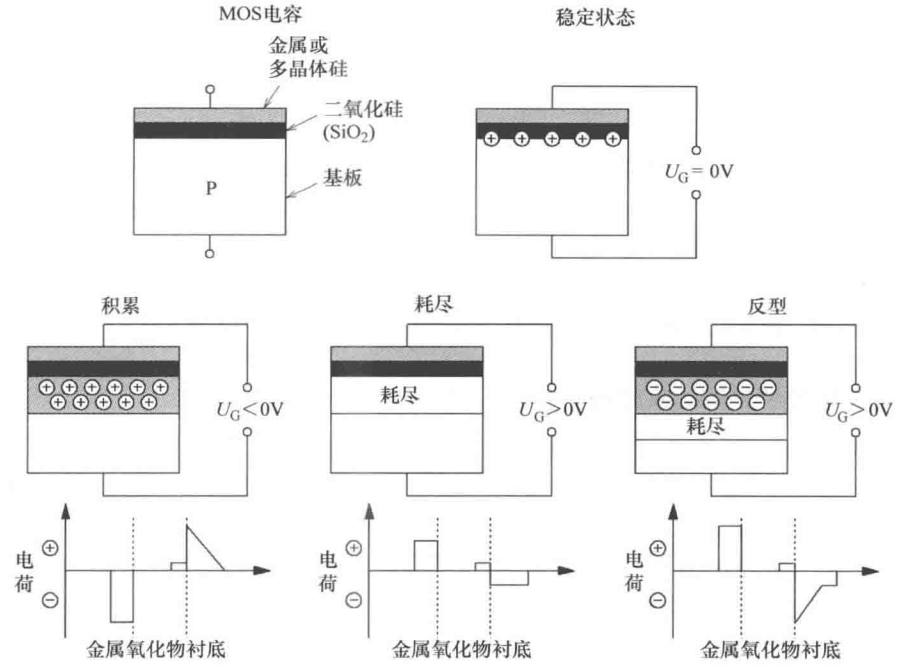 MOS电容
稳定状态
金属或
多晶体硅
二氧化硅
(SiO₂)
P
基板
U_G = 0V
积累
耗尽
反型
U_G<0V
耗尽
U_G>0V
耗尽
U_G>0V
电荷
⊕
⊖
金属氧化物衬底
电荷
⊕
⊖
金属氧化物衬底
电荷
⊕
⊖
金属氧化物衬底